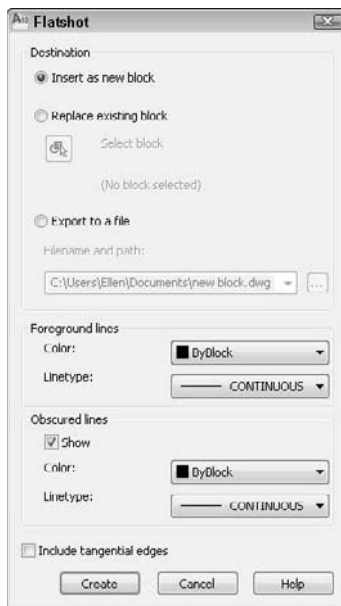 Flatshot
Destination
Insert as new block
Replace existing block
Select block
(No block selected)
Export to a file
Filename and path:
C:\Users\Ellen\Documents\new block.dwg
...
Foreground lines
Color:
ByBlock
Linetype:
CONTINUOUS
Obscured lines
Show
Color:
ByBlock
Linetype:
CONTINUOUS
Include tangential edges
Create Cancel Help